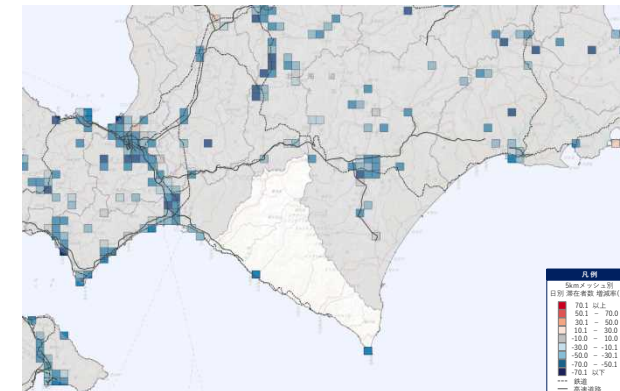 北海道
凡例
5kmメッシュ別
日別 滞在者数 増減率(
70.1 以上
50.1 - 70.0
30.1 - 50.0
10.1 - 30.0
-10.0 - 10.0
-30.0 - -10.1
-50.0 - -30.1
-70.0 - -50.1
-70.1 以下
鉄道
高速道路